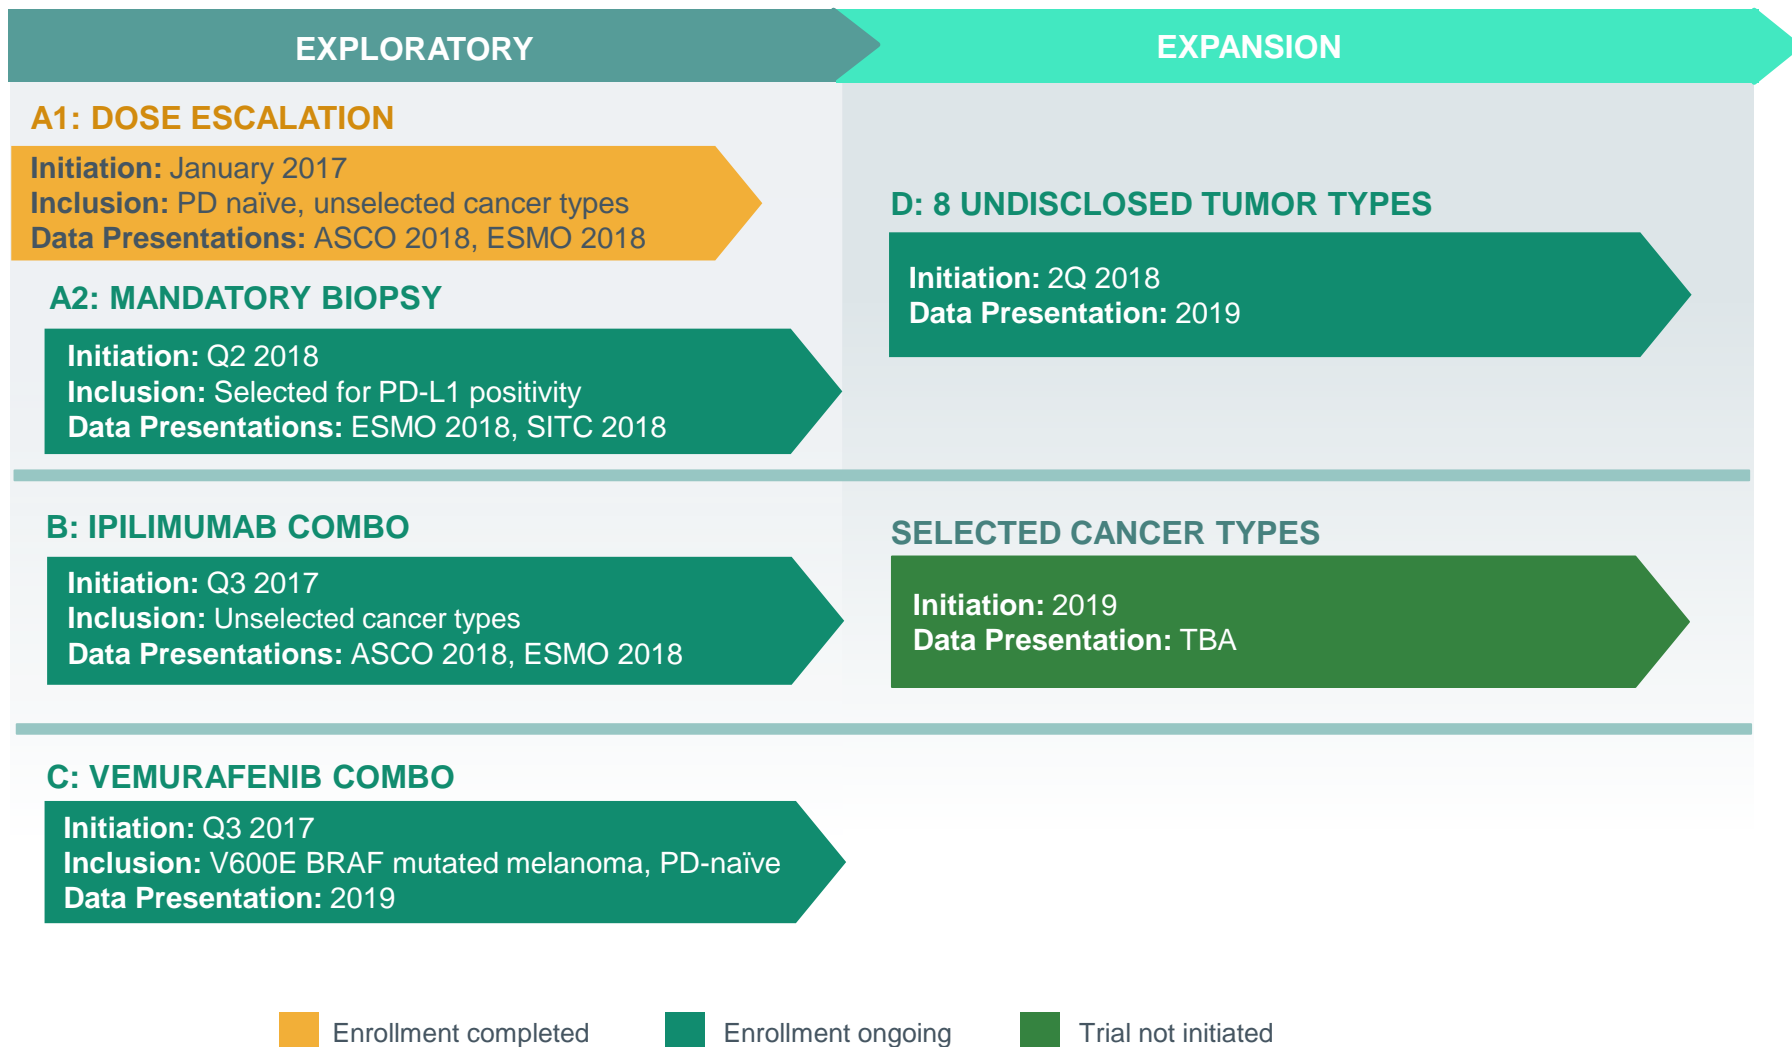 EXPLORATORY
EXPANSION
A1: DOSE ESCALATION
Initiation: January 2017
Inclusion: PD naïve, unselected cancer types
Data Presentations: ASCO 2018, ESMO 2018
A2: MANDATORY BIOPSY
Initiation: Q2 2018
Inclusion: Selected for PD-L1 positivity
Data Presentations: ESMO 2018, SITC 2018
D: 8 UNDISCLOSED TUMOR TYPES
Initiation: 2Q 2018
Data Presentation: 2019
B: IPILIMUMAB COMBO
Initiation: Q3 2017
Inclusion: Unselected cancer types
Data Presentations: ASCO 2018, ESMO 2018
SELECTED CANCER TYPES
Initiation: 2019
Data Presentation: TBA
C: VEMURAFENIB COMBO
Initiation: Q3 2017
Inclusion: V600E BRAF mutated melanoma, PD-naïve
Data Presentation: 2019
Enrollment completed
Enrollment ongoing
Trial not initiated